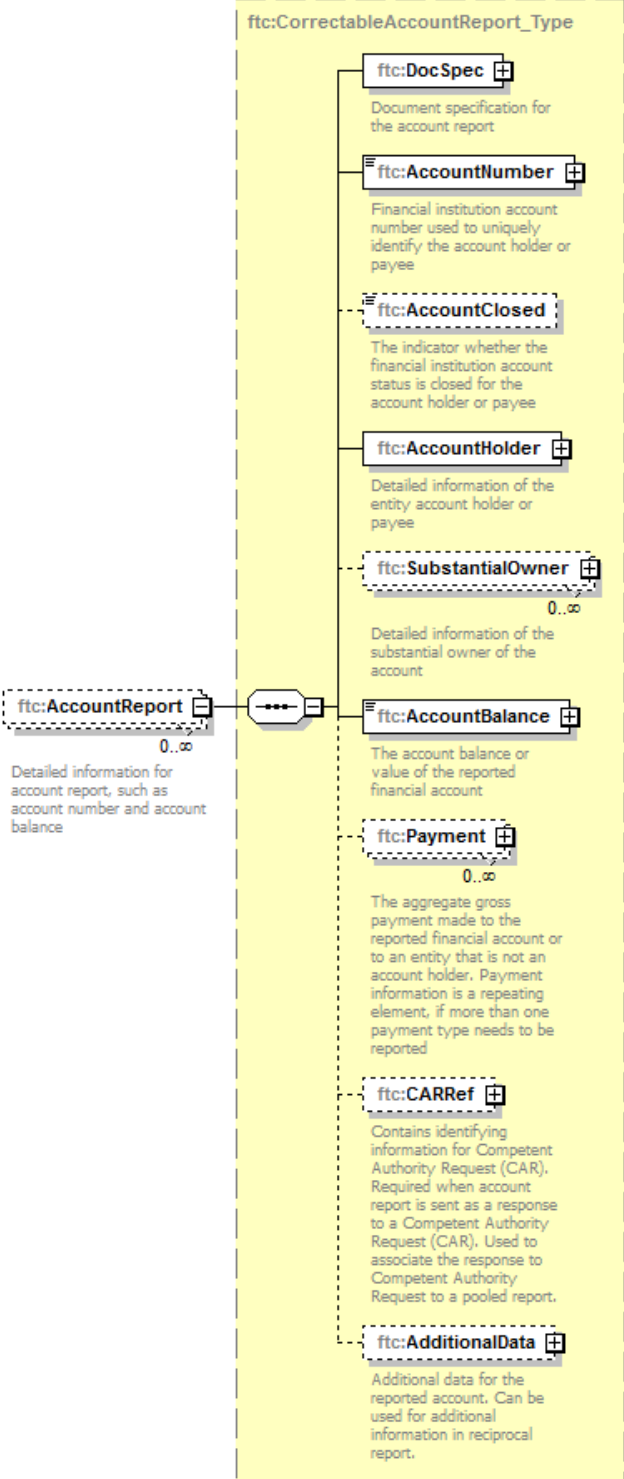 ftc:CorrectableAccountReport_Type
ftc:DocSpec
Document specification for
the account report
ftc:AccountNumber
Financial institution account
number used to uniquely
identify the account holder or
payee
ftc:AccountClosed
The indicator whether the
financial institution account
status is closed for the
account holder or payee
ftc:AccountHolder
Detailed information of the
entity account holder or
payee
ftc:SubstantialOwner
0..∞
Detailed information of the
substantial owner of the
account
ftc:AccountReport
0..∞
Detailed information for
account report, such as
account number and account
balance
ftc:AccountBalance
The account balance or
value of the reported
financial account
ftc:Payment
0..∞
The aggregate gross
payment made to the
reported financial account or
to an entity that is not an
account holder. Payment
information is a repeating
element, if more than one
payment type needs to be
reported
ftc:CARRef
Contains identifying
information for Competent
Authority Request (CAR).
Required when account
report is sent as a response
to a Competent Authority
Request (CAR). Used to
associate the response to
Competent Authority
Request to a pooled report.
ftc:AdditionalData
Additional data for the
reported account. Can be
used for additional
information in reciprocal
report.